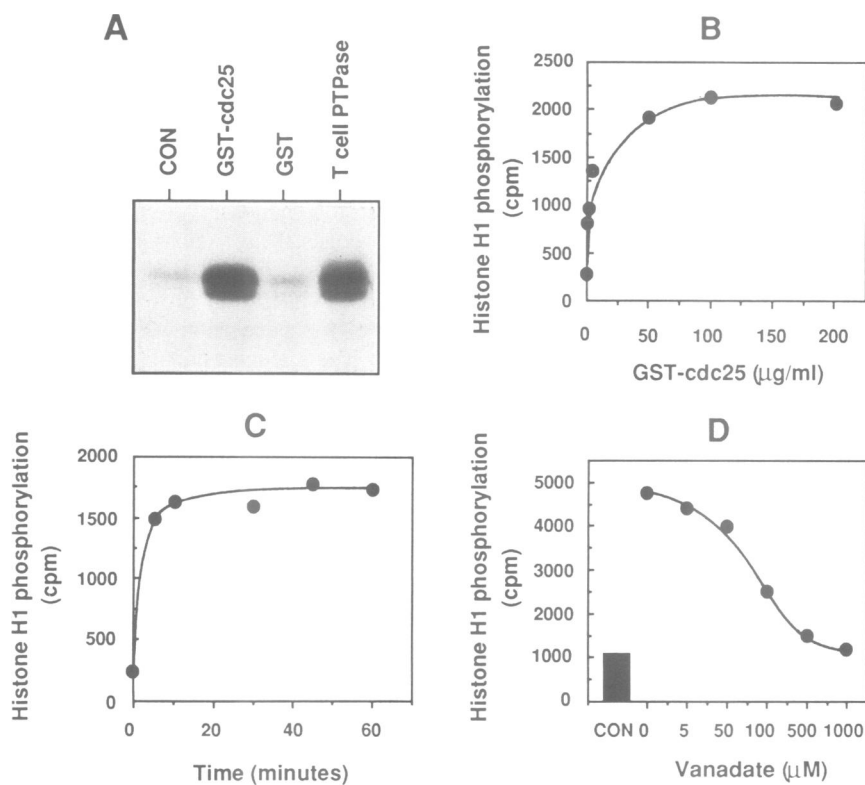 A
CON
GST-cdc25
GST
T cell PTPase
B
Histone H1 phosphorylation
(cpm)
2500
2000
1500
1000
500
0
0 50 100 150 200
GST-cdc25 (μg/ml)
C
Histone H1 phosphorylation
(cpm)
2000
1500
1000
500
0
0 20 40 60
Time (minutes)
D
Histone H1 phosphorylation
(cpm)
5000
4000
3000
2000
1000
0
CON 0 5 50 100 500 1000
Vanadate (μM)